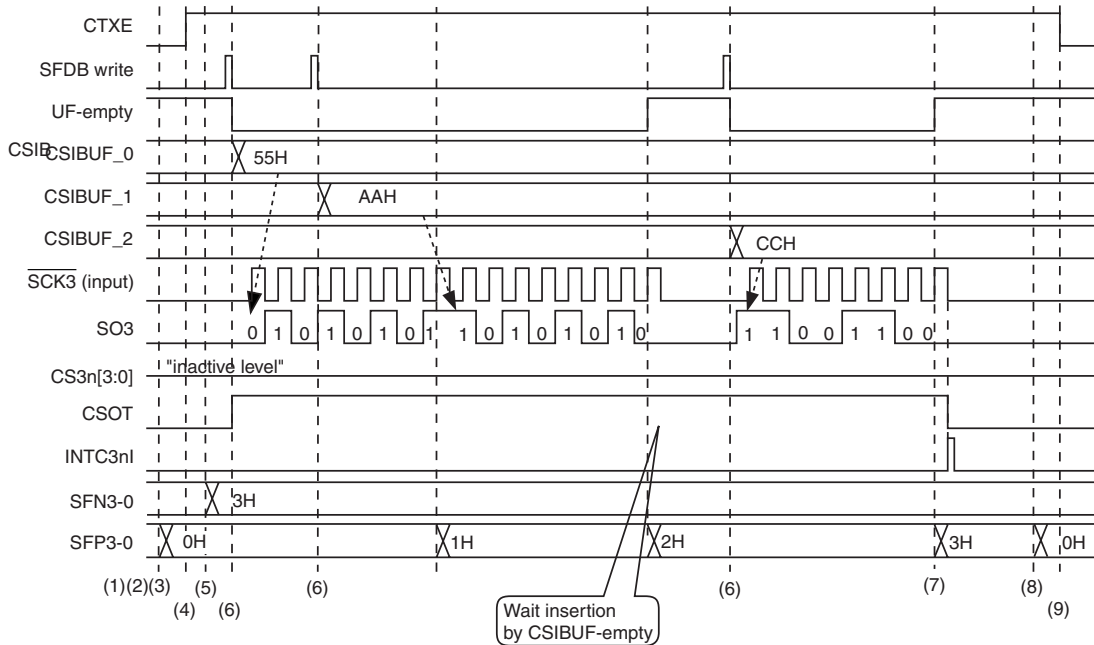 CTXE
SFDB write
UF-empty
CSIB
CSIBUF_0
55H
CSIBUF_1
AAH
CSIBUF_2
CCH
SCK3 (input)
SO3
0 1 0 1 0 1 0 1 1 0 1 0 1 0 1 0 1 1 0 0 1 1 0 0
"inactive level"
CS3n[3:0]
CSOT
INTC3nI
SFN3-0
3H
SFP3-0
0H
1H
2H
3H
0H
(1)(2)(3)
(4)
(5)
(6)
(6)
(6)
(7)
(8)
(9)
Wait insertion
by CSIBUF-empty